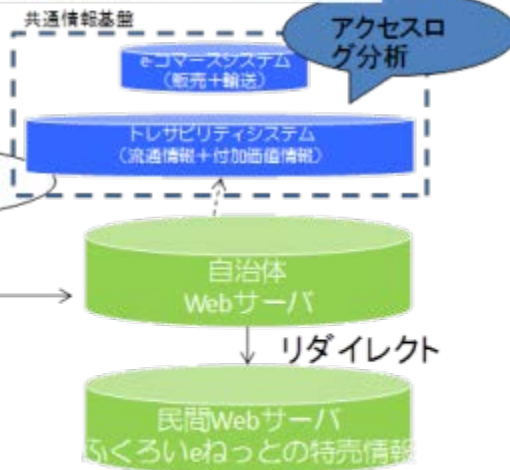 共通情報基盤
アクセスロ
グ分析
e-コマースシステム
(販売+輸送)
トレサビリティシステム
(流通情報+付加価値情報)
自治体
Webサーバ
リダイレクト
民間Webサーバ
ふくろいeねっとの特売情報